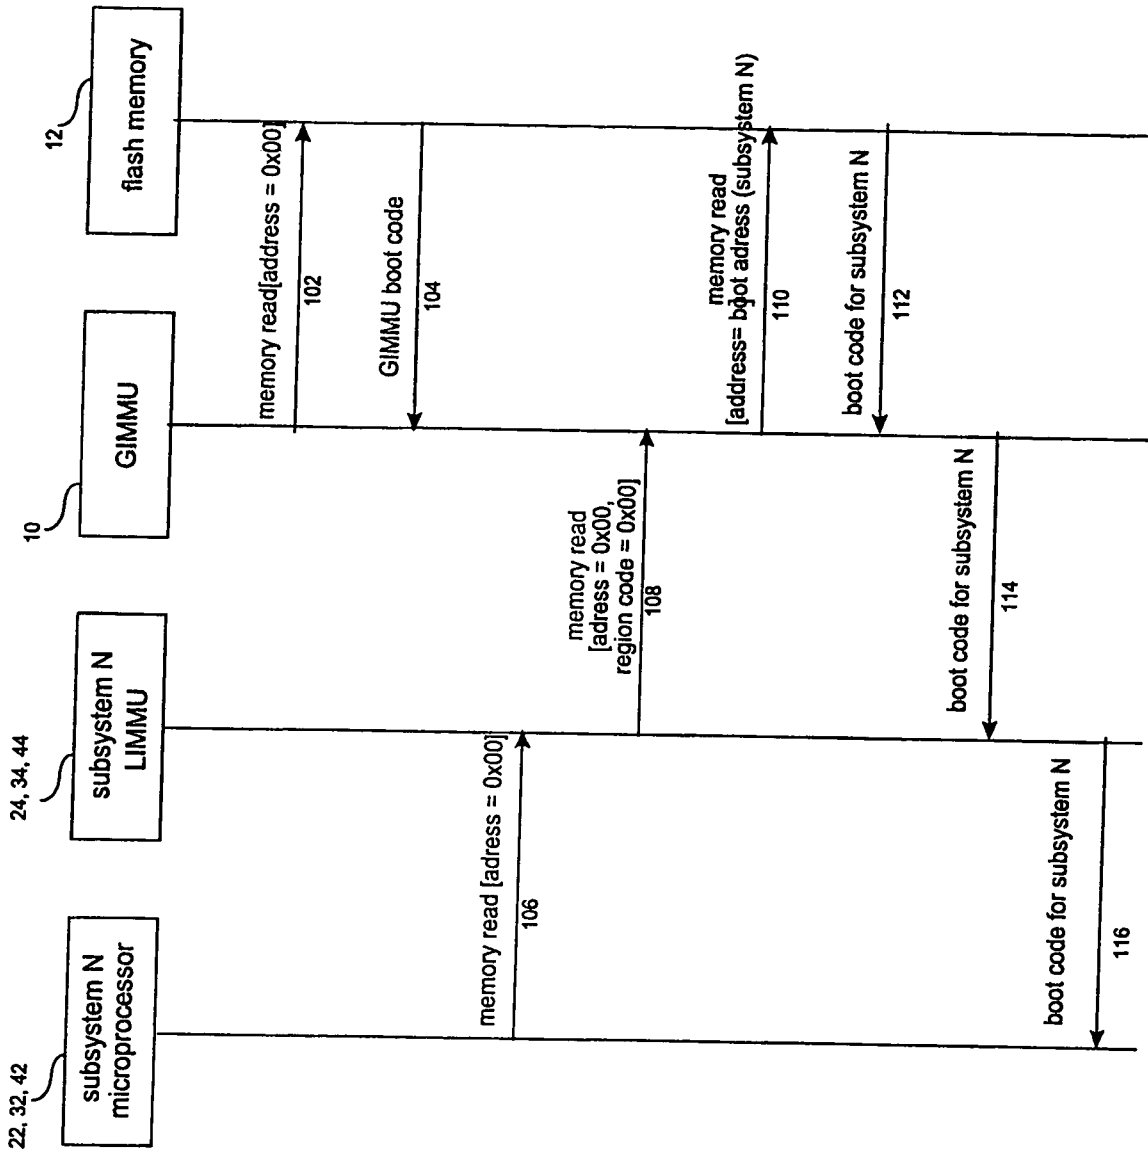 22, 32, 42
subsystem N
microprocessor
24, 34, 44
subsystem N
LIMMU
10
GIMMU
12
flash memory
memory read[address = 0x00]
102
GIMMU boot code
104
memory read [adress = 0x00]
106
memory read
[adress = 0x00,
region code = 0x00]
108
memory read
[address= boot adress (subsystem N)
110
boot code for subsystem N
112
boot code for subsystem N
114
boot code for subsystem N
116